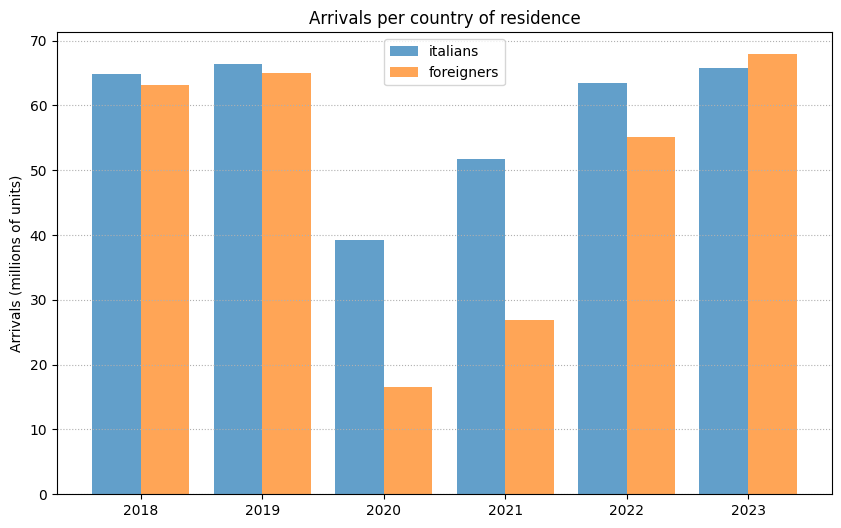 Arrivals per country of residence
italians
foreigners
Arrivals (millions of units)
70
60
50
40
30
20
10
0
2018 2019 2020 2021 2022 2023